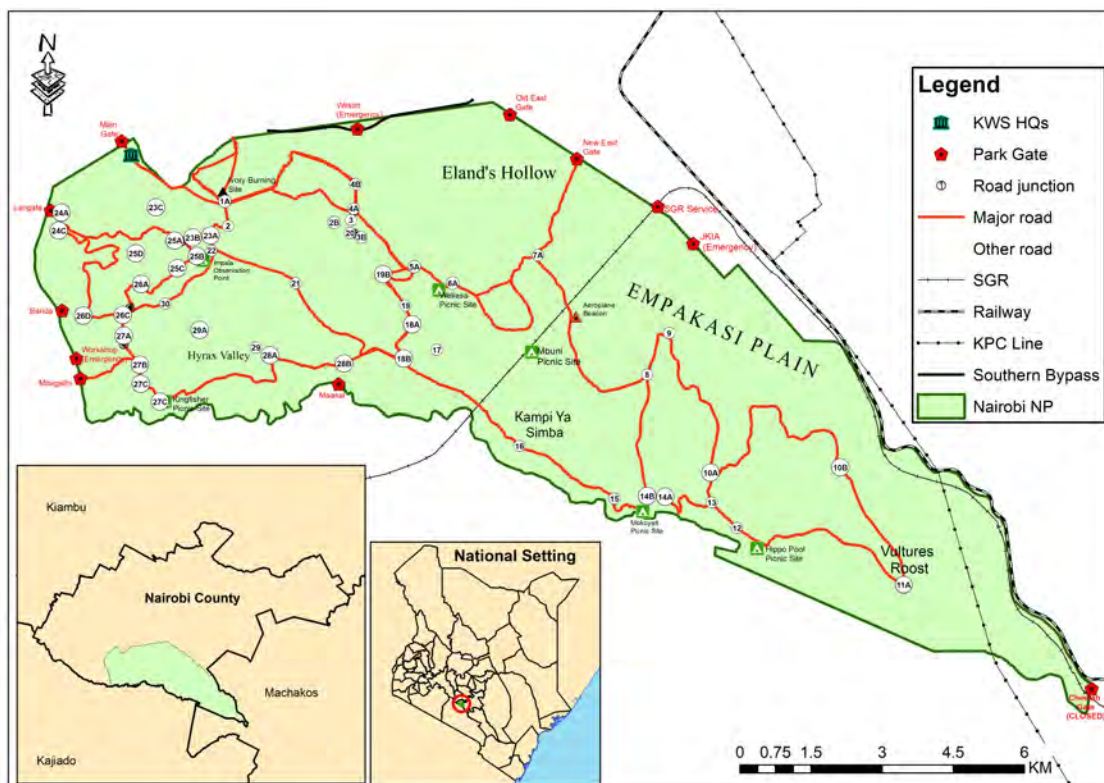 N
Main
Gate
Wilson
(Emergency)
Old East
Gate
New East
Gate
Eland's Hollow
Ivory Burning
Site
1A
4B
4A
3
2B
20
3B
Langata
24A
24C
23C
2
25A
23B
23A
22
25B
25D
25C
Impala
Observation
Point
26A
30
26C
26D
Banda
27A
29A
Workshop
(Emergency)
Mbagathi
27B
27C
27C
Kingfisher
Picnic Site
Hyrax Valley
29
28A
28B
Maasai
21
19B
5A
6A
Welessa
Picnic Site
19
18A
18B
17
7A
SGR Service
JKIA
(Emergency)
Aeroplane
Beacon
EMPAKASI PLAIN
Mbuni
Picnic Site
9
8
Kampi Ya
Simba
16
15
14B
14A
Mokoyeti
Picnic Site
10A
13
12
10B
Hippo Pool
Picnic Site
Vultures
Roost
11A
Gate
(CLOSED)
Legend
KWS HQs
Park Gate
Road junction
Major road
Other road
SGR
Railway
KPC Line
Southern Bypass
Nairobi NP
Kiambu
Nairobi County
Machakos
Kajiado
National Setting
0 0.75 1.5 3 4.5 6
KM